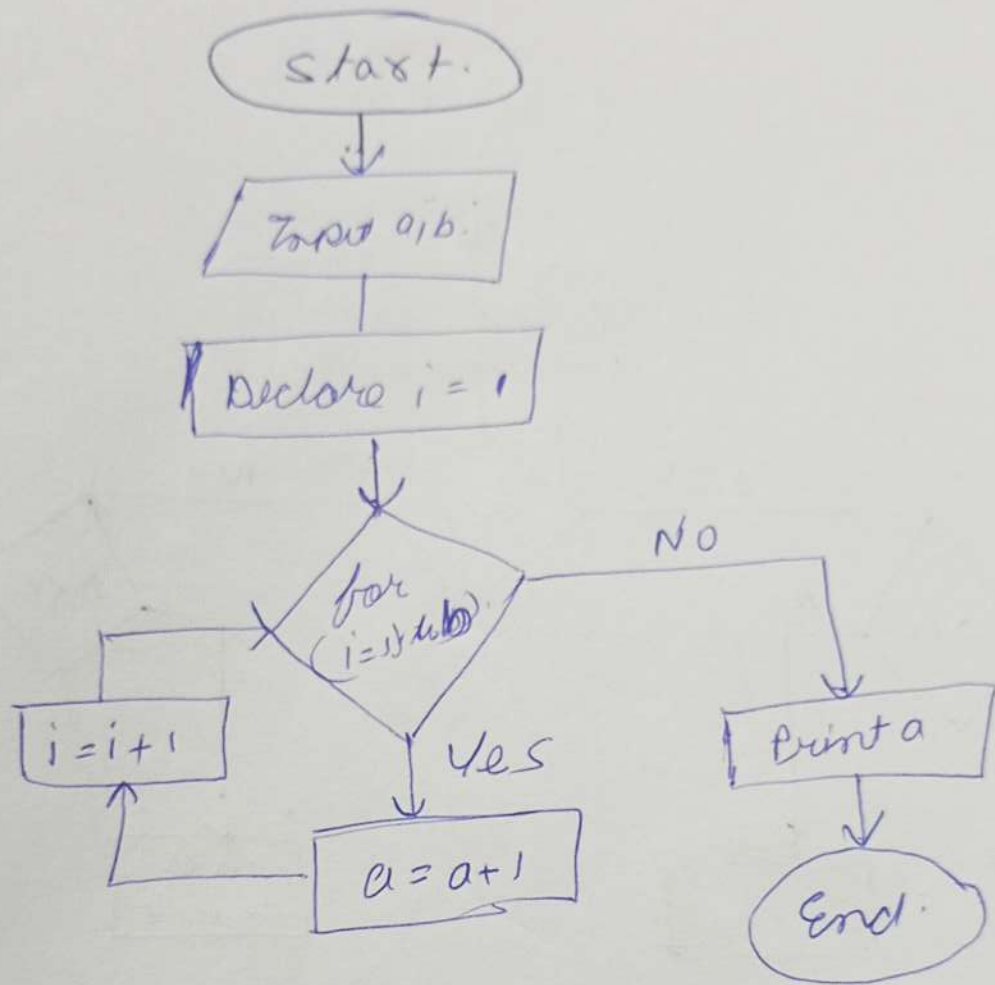 Start.
Input a, b.
Declare i = 1
for
(i=1;
NO
Yes
i = i + 1
a = a + 1
Print a
End.